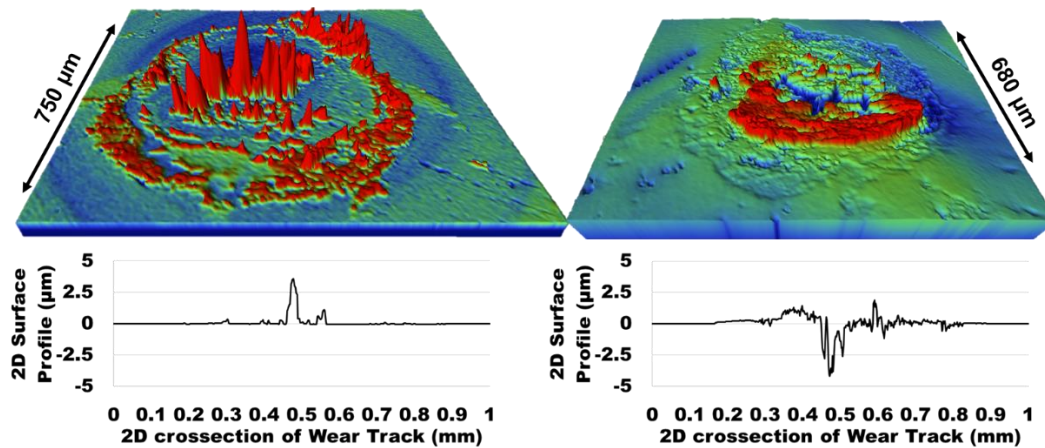 750 µm
680 µm
2D Surface
Profile (µm)
5
2.5
0
-2.5
-5
0 0.1 0.2 0.3 0.4 0.5 0.6 0.7 0.8 0.9 1
2D crossection of Wear Track (mm)
2D Surface
Profile (µm)
5
2.5
0
-2.5
-5
0 0.1 0.2 0.3 0.4 0.5 0.6 0.7 0.8 0.9 1
2D crossection of Wear Track (mm)